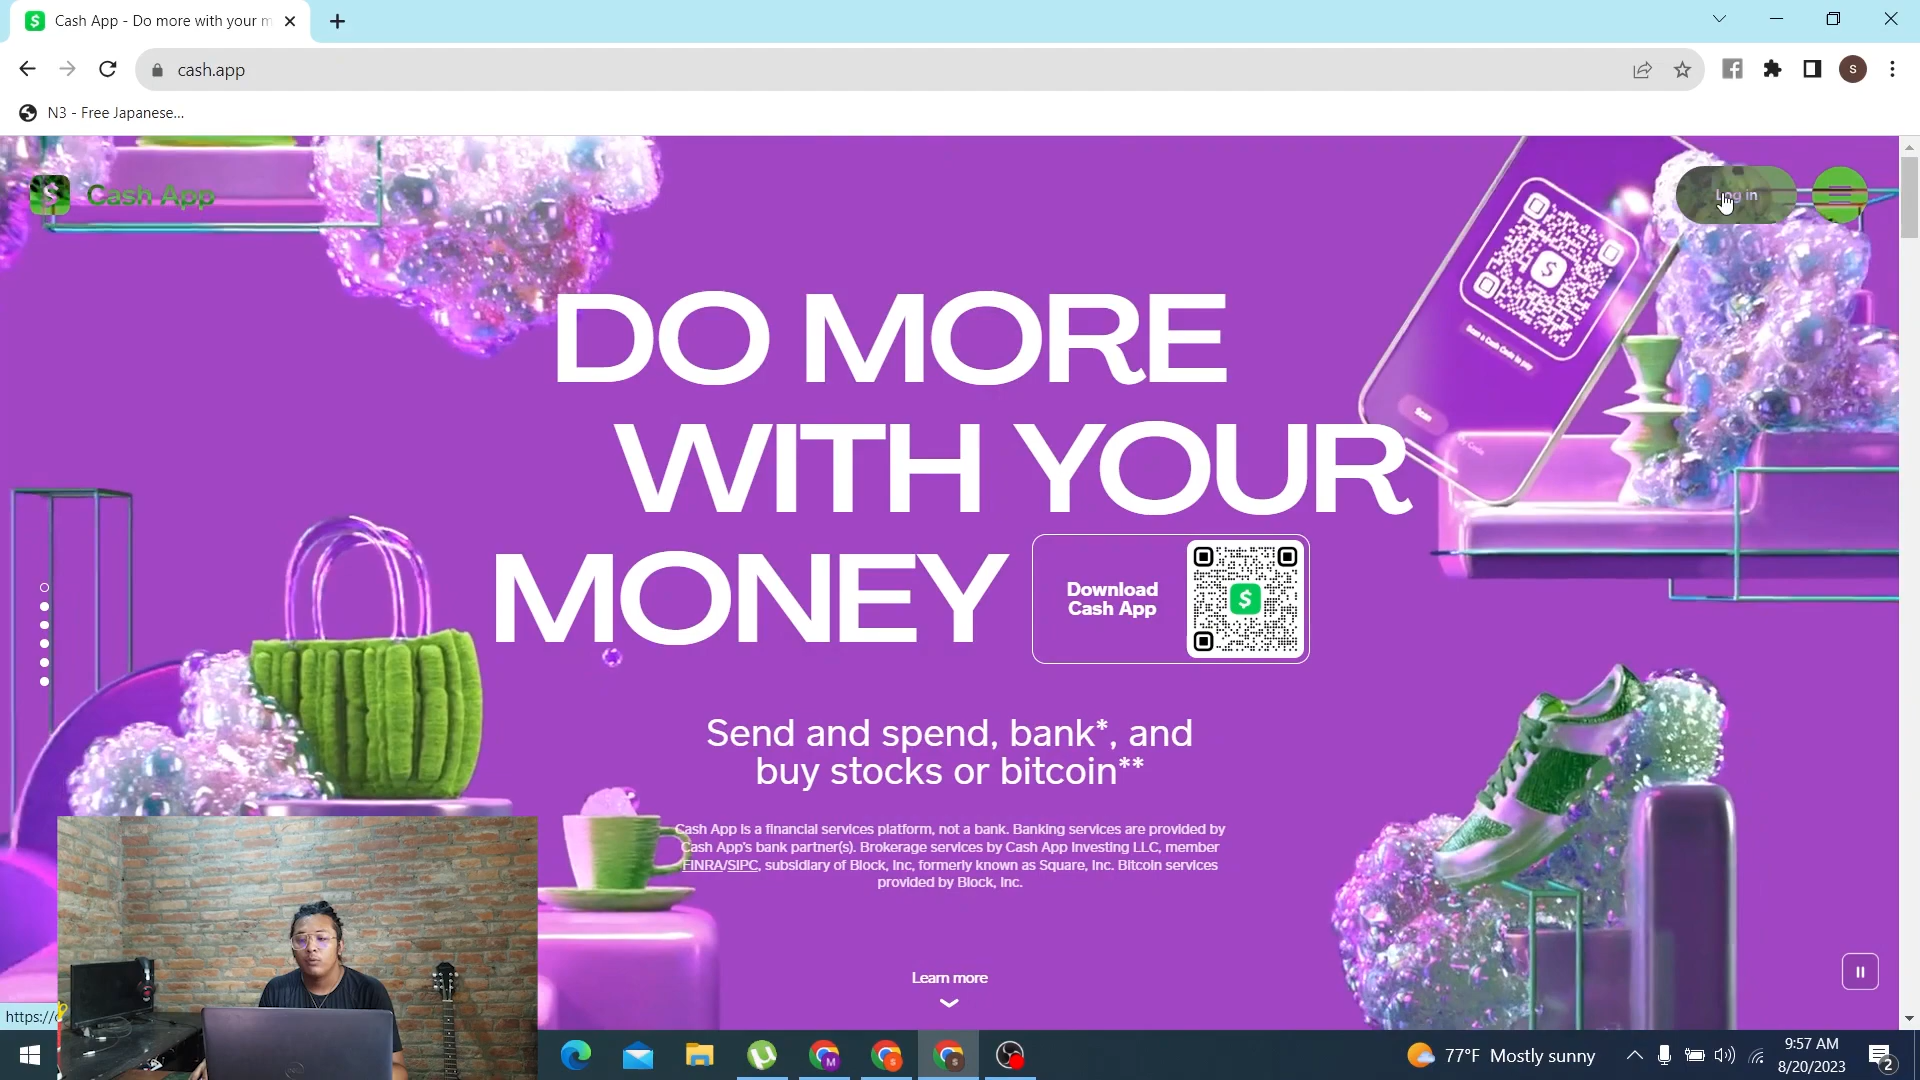 Cash App - Do more with your m
cash.app
N3 - Free Japanese...
S
Cash App
Log in
DO MORE
WITH YOUR
MONEY
Download
Cash App
Scan
Send and spend, bank*, and
buy stocks or bitcoin**
Cash App is a financial services platform, not a bank. Banking services are provided by
Cash App's bank partner(s). Brokerage services by Cash App Investing LLC, member
FINRA/SIPC, subsidiary of Block, Inc, formerly known as Square, Inc. Bitcoin services
provided by Block, Inc.
Learn more
https://
77°F Mostly sunny
9:57 AM
8/20/2023
2